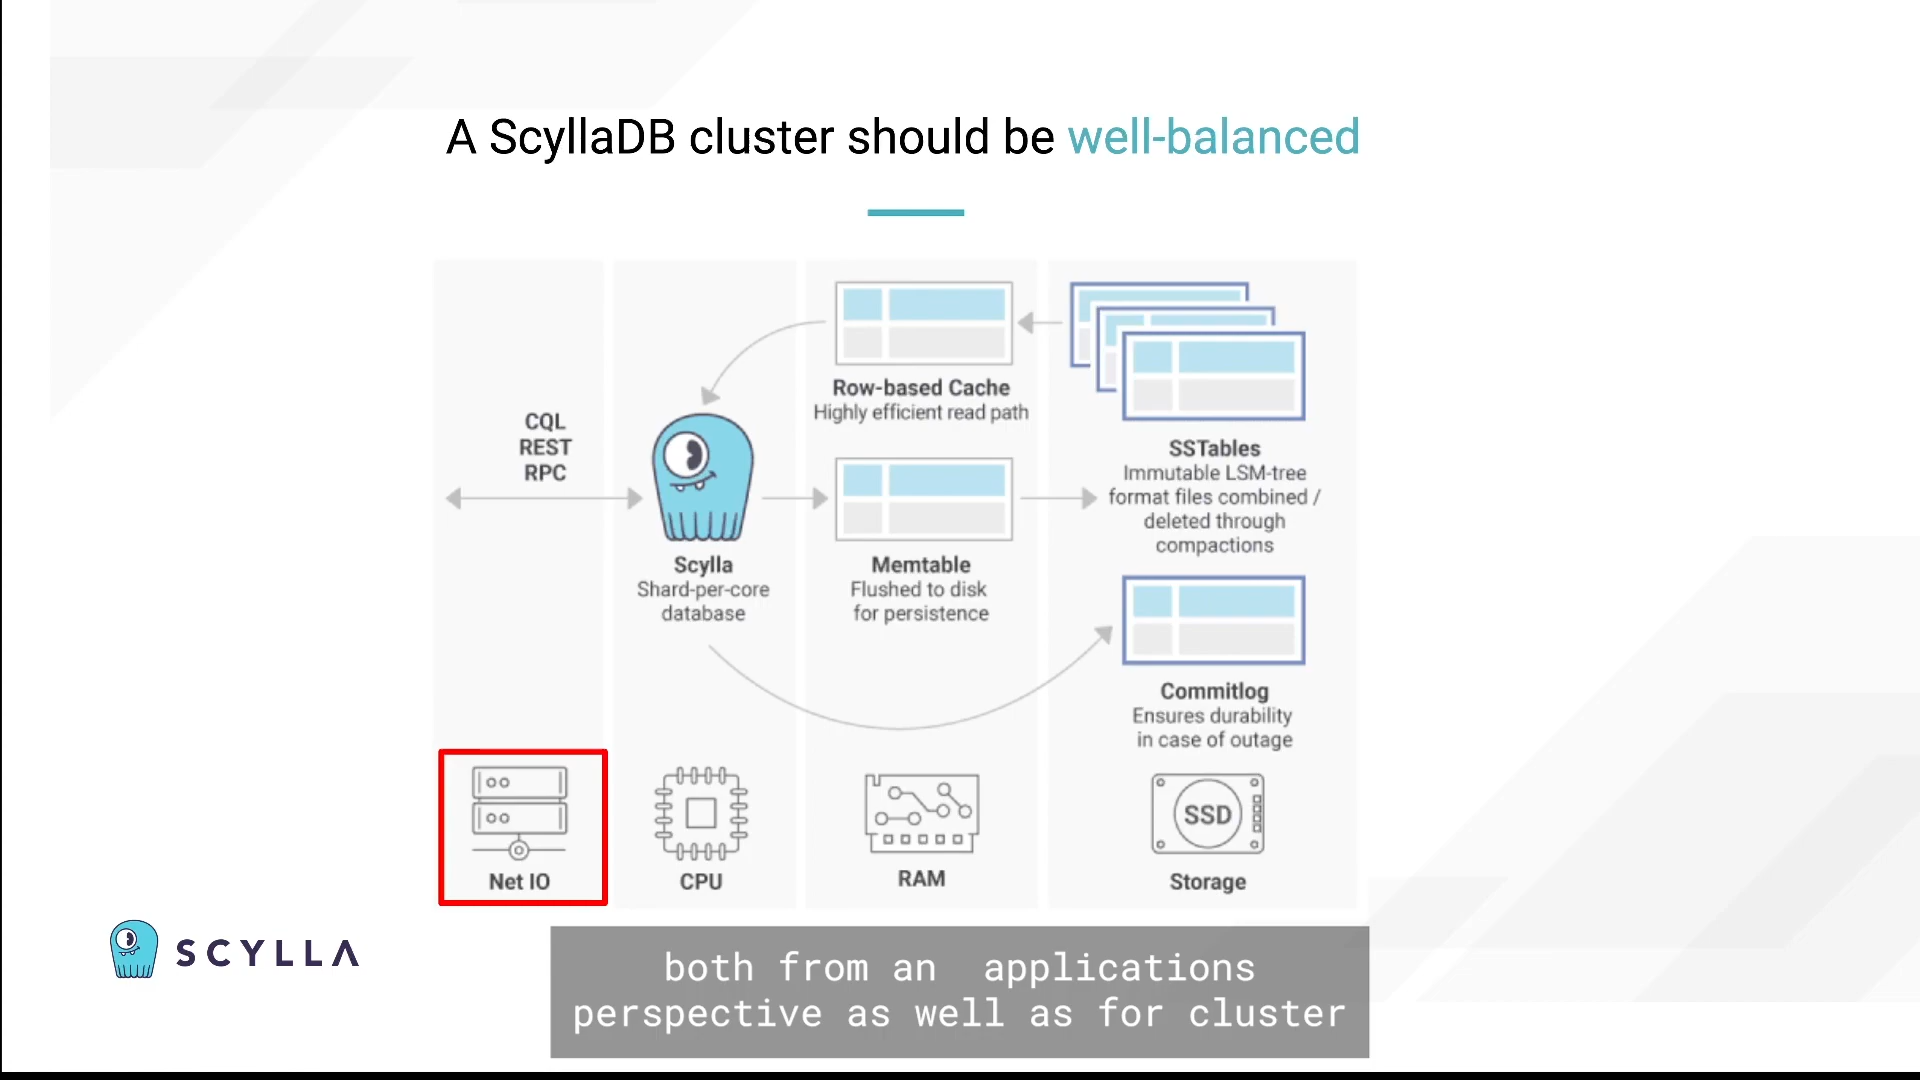 A ScyllaDB cluster should be well-balanced
CQL
REST
RPC
Scylla
Shard-per-core
database
Row-based Cache
Highly efficient read path
Memtable
Flushed to disk
for persistence
SSTables
Immutable LSM-tree
format files combined /
deleted through
compactions
Commitlog
Ensures durability
in case of outage
Net IO
CPU
RAM
SSD
Storage
SCYLLA
both from an applications
perspective as well as for cluster